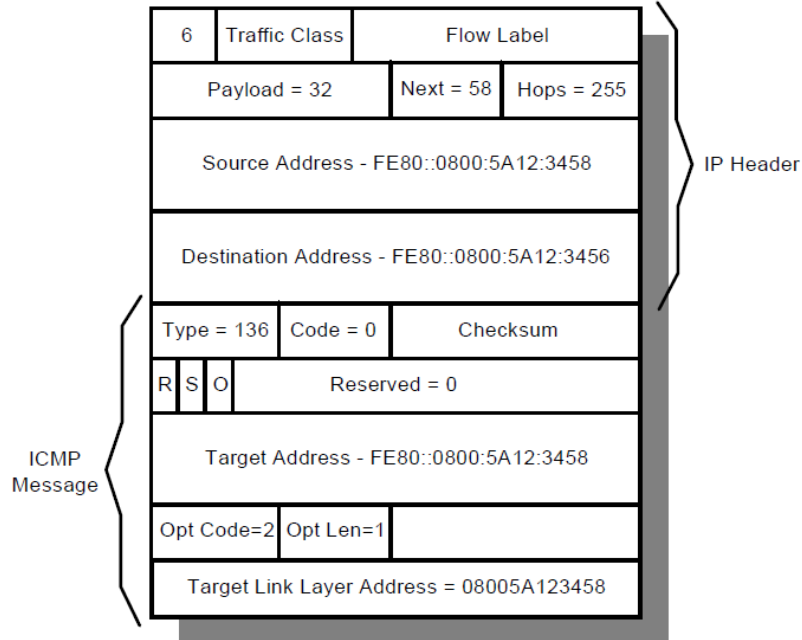 6 Traffic Class Flow Label
Payload = 32 Next = 58 Hops = 255
Source Address - FE80::0800:5A12:3458
IP Header
Destination Address - FE80::0800:5A12:3456
Type = 136 Code = 0 Checksum
R S O Reserved = 0
Target Address - FE80::0800:5A12:3458
ICMP
Message
Opt Code=2 Opt Len=1
Target Link Layer Address = 08005A123458